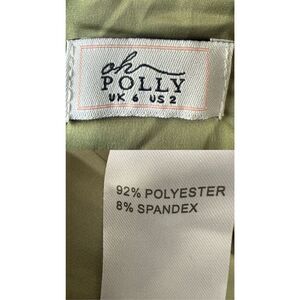 oh
POLLY
UK 6 US 2
92% POLYESTER
8% SPANDEX